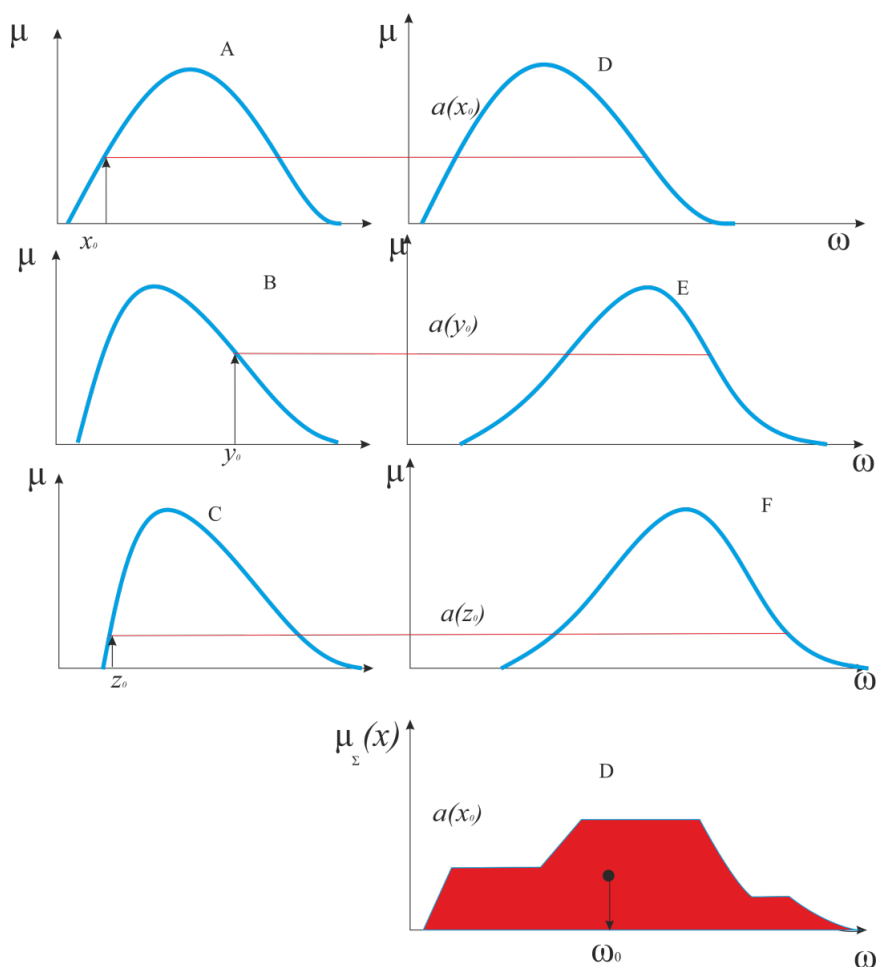 μ A μ D
a(x₀)
x₀ ω
μ B μ E
a(y₀)
y₀ ω
μ C μ F
a(z₀)
z₀ ω
μ_Σ(x) D
a(x₀)
ω₀ ω